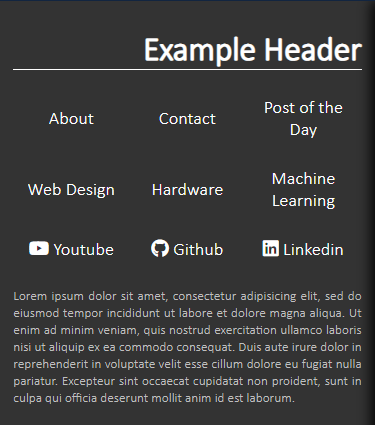 Example Header
About Contact Post of the Day
Web Design Hardware Machine Learning
Youtube Github Linkedin
Lorem ipsum dolor sit amet, consectetur adipisicing elit, sed do
eiusmod tempor incididunt ut labore et dolore magna aliqua. Ut
enim ad minim veniam, quis nostrud exercitation ullamco laboris
nisi ut aliquip ex ea commodo consequat. Duis aute irure dolor in
reprehenderit in voluptate velit esse cillum dolore eu fugiat nulla
pariatur. Excepteur sint occaecat cupidatat non proident, sunt in
culpa qui officia deserunt mollit anim id est laborum.